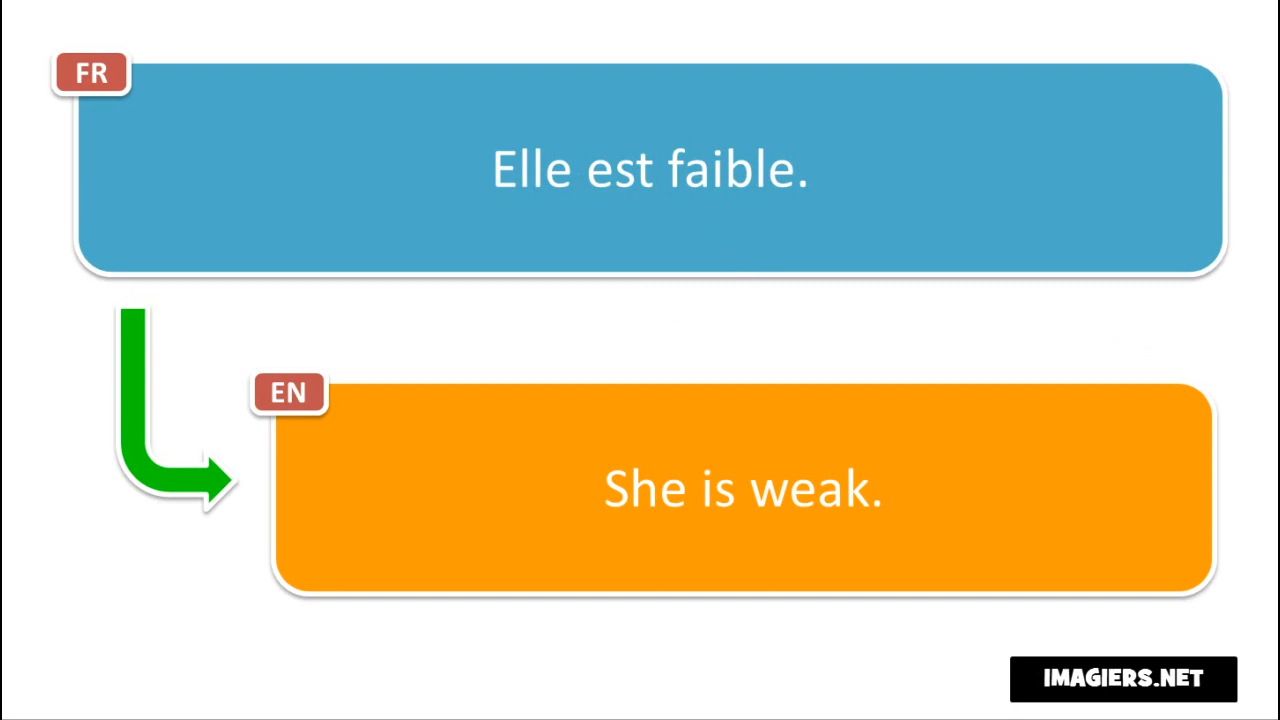 FR
Elle est faible.
EN
She is weak.
IMAGIERS.NET